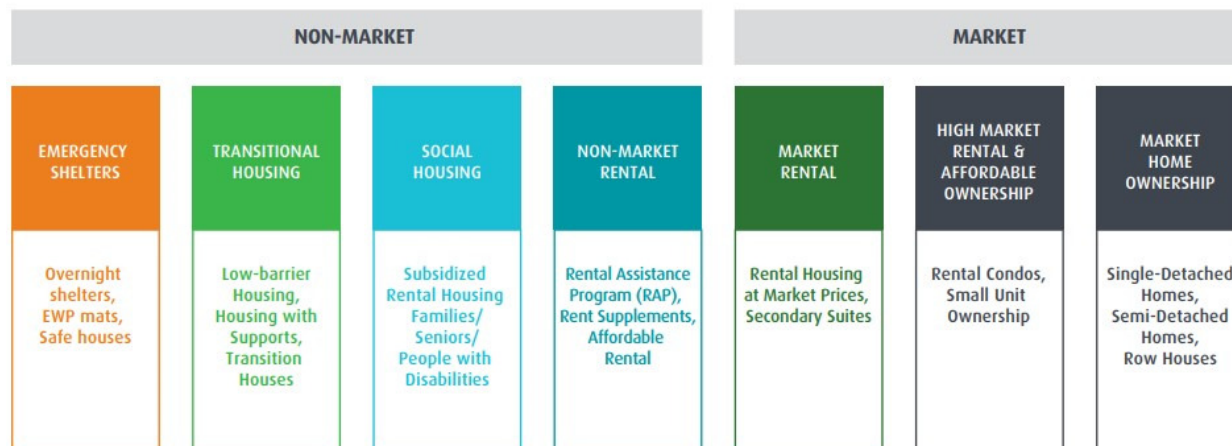 NON-MARKET
MARKET
EMERGENCY
SHELTERS
TRANSITIONAL
HOUSING
SOCIAL
HOUSING
NON-MARKET
RENTAL
MARKET
RENTAL
HIGH MARKET
RENTAL &
AFFORDABLE
OWNERSHIP
MARKET
HOME
OWNERSHIP
Overnight
shelters,
EWP mats,
Safe houses
Low-barrier
Housing,
Housing with
Supports,
Transition
Houses
Subsidized
Rental Housing
Families/
Seniors/
People with
Disabilities
Rental Assistance
Program (RAP),
Rent Supplements,
Affordable
Rental
Rental Housing
at Market Prices,
Secondary Suites
Rental Condos,
Small Unit
Ownership
Single-Detached
Homes,
Semi-Detached
Homes,
Row Houses